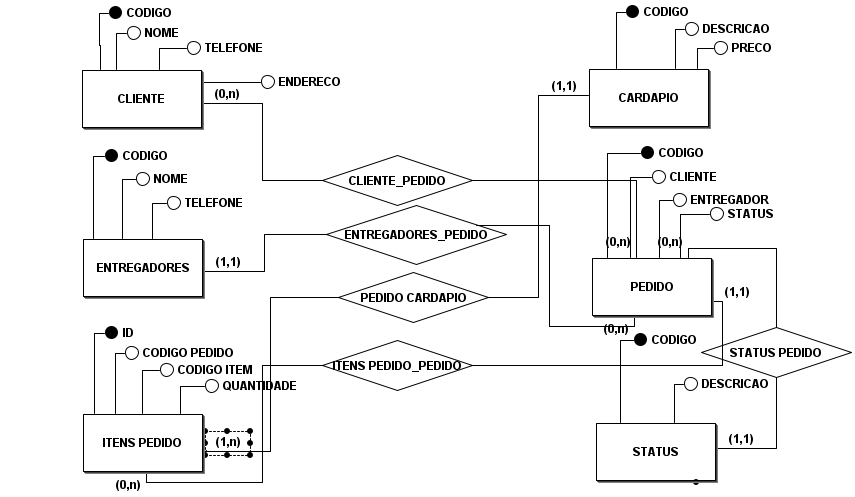 CODIGO
NOME
TELEFONE
ENDERECO
CLIENTE
(0,n)
CODIGO
DESCRICAO
PRECO
(1,1)
CARDAPIO
CODIGO
NOME
TELEFONE
ENTREGADORES
(1,1)
CLIENTE_PEDIDO
ENTREGADORES_PEDIDO
PEDIDO CARDAPIO
ITENS PEDIDO_PEDIDO
CODIGO
CLIENTE
ENTREGADOR
STATUS
(0,n)
(0,n)
PEDIDO
(1,1)
(0,n)
STATUS PEDIDO
ID
CODIGO PEDIDO
CODIGO ITEM
QUANTIDADE
ITENS PEDIDO
(1,n)
(0,n)
CODIGO
DESCRICAO
STATUS
(1,1)